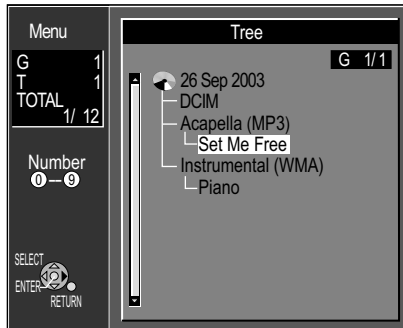 Menu
G 1
T 1
TOTAL
1/ 12
Number
0 – 9
SELECT
ENTER
RETURN
Tree
G 1/1
26 Sep 2003
DCIM
Acapella (MP3)
Set Me Free
Instrumental (WMA)
Piano